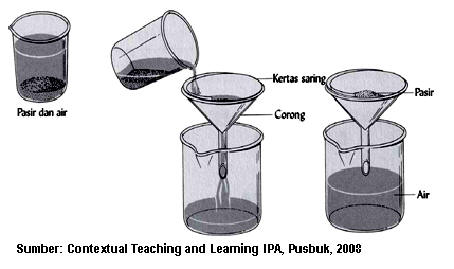 Kertas saring
Pasir
Corong
Pasir dan air
Air
Sumber: Contextual Teaching and Learning IPA, Pusbuk, 2008